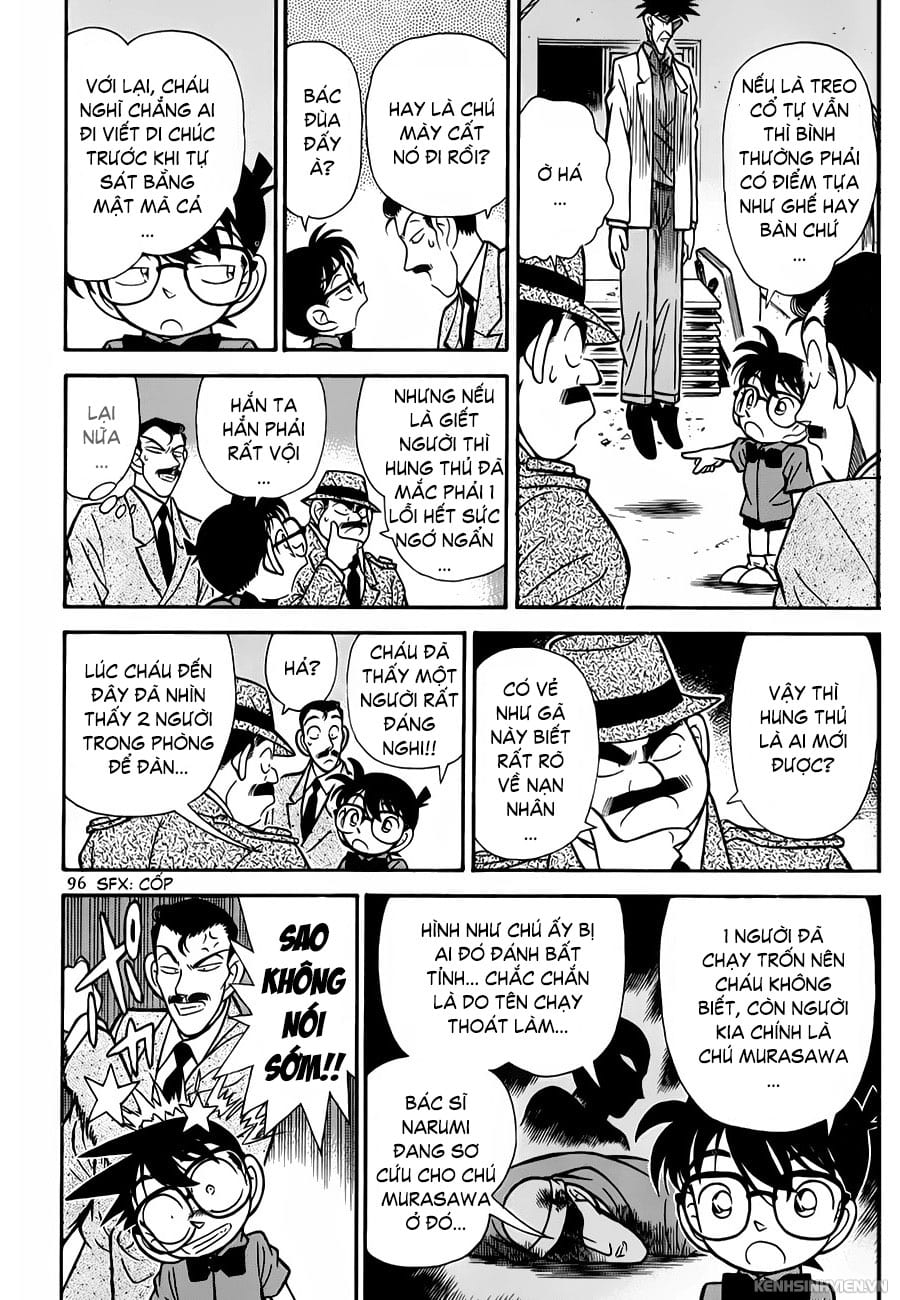 NẾU LÀ TREO
CỔ TỰ VẪN
THÌ BÌNH
THƯỜNG PHẢI
CÓ ĐIỂM TỰA
NHƯ GHẾ HAY
BÀN CHỨ
...
Ờ HÁ
...
HAY LÀ CHÚ
MÀY CẤT
NÓ ĐI RỒI?
BÁC
ĐÙA
ĐẤY
À?
VỚI LẠI, CHÁU
NGHĨ CHẲNG AI
ĐI VIẾT DI CHÚC
TRƯỚC KHI TỰ
SÁT BẰNG
MẬT MÃ CẢ
...
NHƯNG NẾU
LÀ GIẾT
NGƯỜI THÌ
HUNG THỦ ĐÃ
MẮC PHẢI 1
LỖI HẾT SỨC
NGỚ NGẨN
...
HẮN TA
HẲN PHẢI
RẤT VỘI
...
LẠI
NỮA
...
VẬY THÌ
HUNG THỦ
LÀ AI MỚI
ĐƯỢC?
CÓ VẺ
NHƯ GÃ
NÀY BIẾT
RẤT RÕ
VỀ NẠN
NHÂN
...
CHÁU ĐÃ
THẤY MỘT
NGƯỜI RẤT
ĐÁNG
NGHI!!
HẢ?
LÚC CHÁU ĐẾN
ĐÂY ĐÃ NHÌN
THẤY 2 NGƯỜI
TRONG PHÒNG
ĐỂ ĐÀN...
96 SFX: CỐP
1 NGƯỜI ĐÃ
CHẠY TRỐN NÊN
CHÁU KHÔNG
BIẾT, CÒN NGƯỜI
KIA CHÍNH LÀ
CHÚ MURASAWA
...
HÌNH NHƯ CHÚ ẤY BỊ
AI ĐÓ ĐÁNH BẤT
TỈNH... CHẮC CHẮN
LÀ DO TÊN CHẠY
THOÁT LÀM...
BÁC SĨ
NARUMI
ĐANG SƠ
CỨU CHO CHÚ
MURASAWA
Ở ĐÓ...
SAO
KHÔNG
NÓI
SỚM!!
KENHSINHVIEN.VN